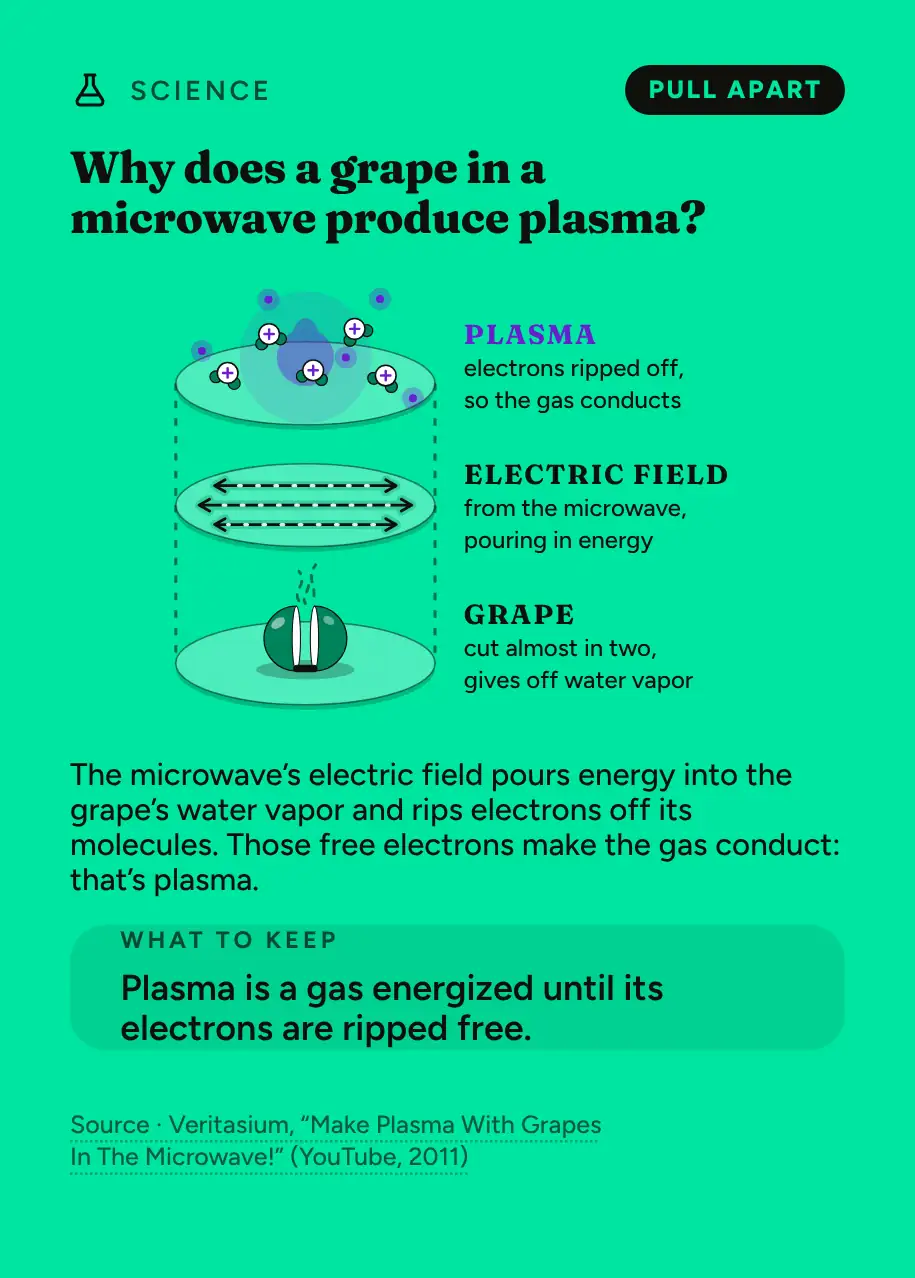 SCIENCE
PULL APART
Why does a grape in a
microwave produce plasma?
PLASMA
electrons ripped off,
so the gas conducts
ELECTRIC FIELD
from the microwave,
pouring in energy
GRAPE
cut almost in two,
gives off water vapor
The microwave’s electric field pours energy into the
grape’s water vapor and rips electrons off its
molecules. Those free electrons make the gas conduct:
that’s plasma.
WHAT TO KEEP
Plasma is a gas energized until its
electrons are ripped free.
Source · Veritasium, “Make Plasma With Grapes
In The Microwave!” (YouTube, 2011)